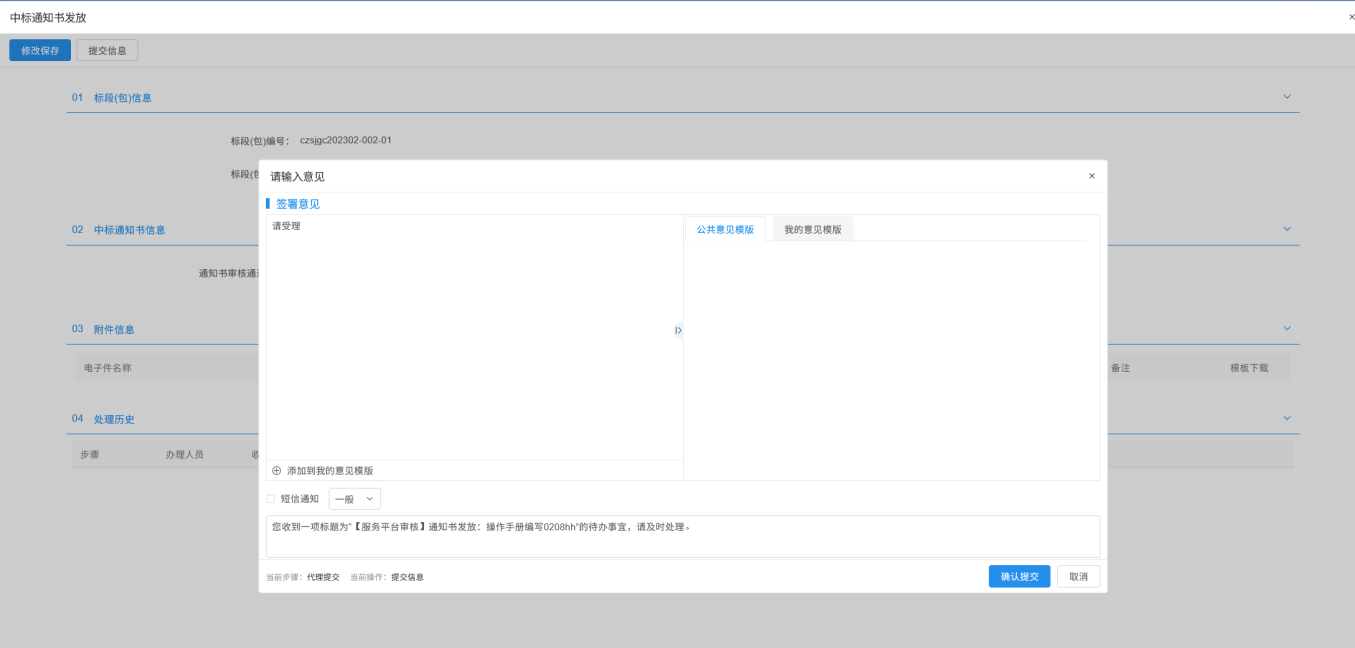 中标通知书发放
×
修改保存 提交信息
01 标段(包)信息
标段(包)编号： czsjgc202302-002-01
标段(包
请输入意见 ×
签署意见
请受理
公共意见模版 我的意见模版
02 中标通知书信息
通知书审核通
03 附件信息
电子件名称 备注 模板下载
04 处理历史
步骤 办理人员 收
添加到我的意见模版
短信通知 一般
您收到一项标题为"【服务平台审核】通知书发放：操作手册编写0208hh"的待办事宜，请及时处理。
当前步骤：代理提交 当前操作：提交信息
确认提交 取消